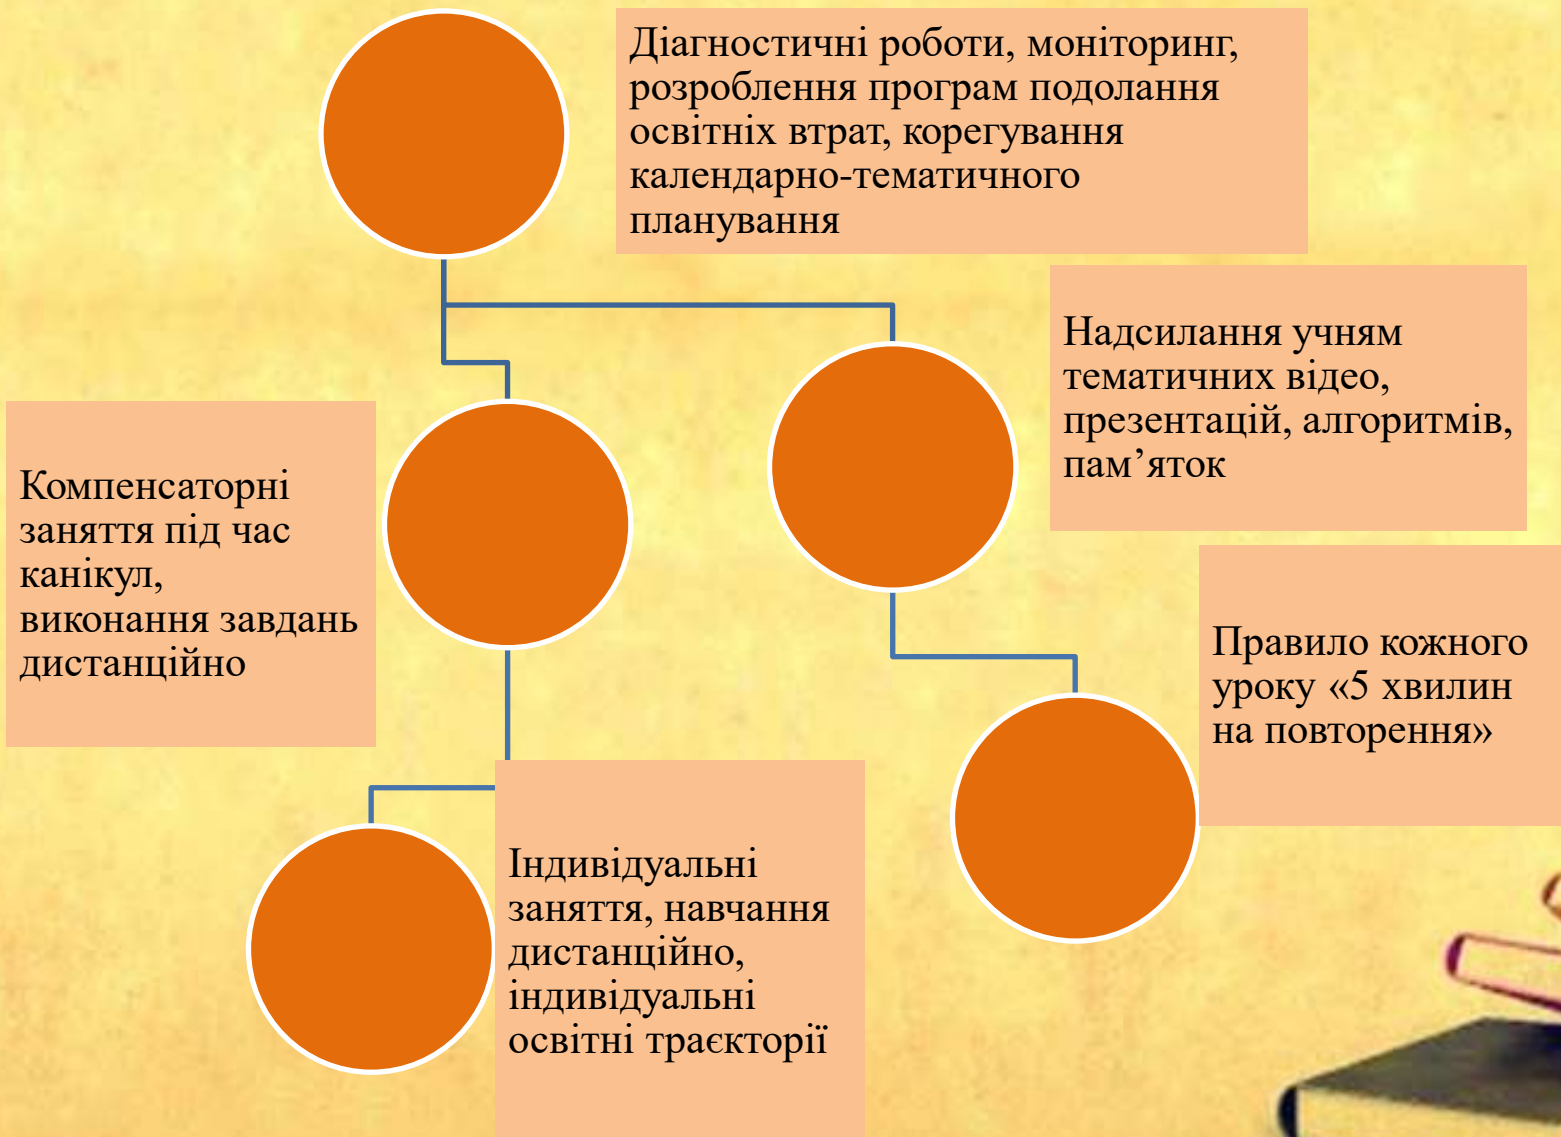 Діагностичні роботи, моніторинг,
розроблення програм подолання
освітніх втрат, корегування
календарно-тематичного
планування
Надсилання учням
тематичних відео,
презентацій, алгоритмів,
пам’яток
Компенсаторні
заняття під час
канікул,
виконання завдань
дистанційно
Правило кожного
уроку «5 хвилин
на повторення»
Індивідуальні
заняття, навчання
дистанційно,
індивідуальні
освітні траєкторії